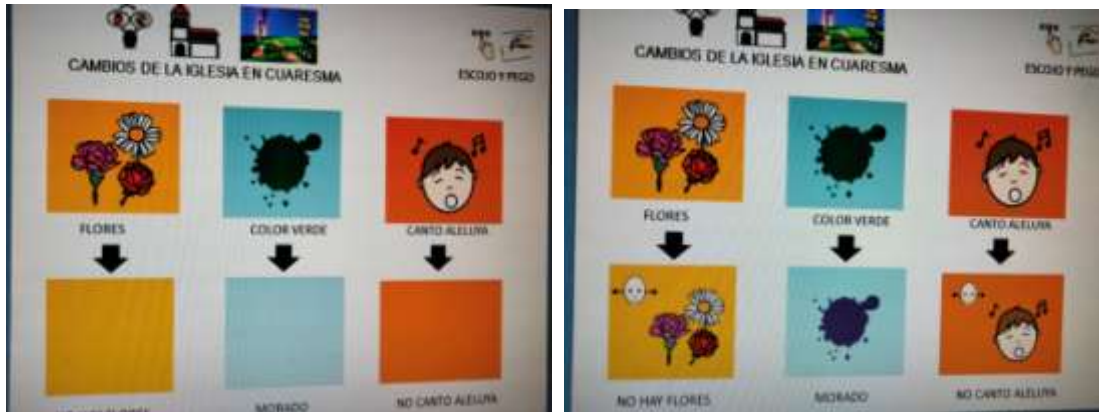 CAMBIOS DE LA IGLESIA EN CUARESMA
ESCOJO Y PEGO
FLORES
COLOR VERDE
CANTO ALELUYA
MORADO
NO CANTO ALELUYA
CAMBIOS DE LA IGLESIA EN CUARESMA
ESCOJO Y PEGO
FLORES
COLOR VERDE
CANTO ALELUYA
NO HAY FLORES
MORADO
NO CANTO ALELUYA